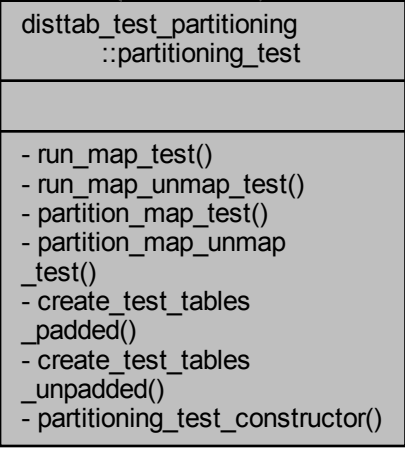 disttab_test_partitioning
::partitioning_test
- run_map_test()
- run_map_unmap_test()
- partition_map_test()
- partition_map_unmap
_test()
- create_test_tables
_padded()
- create_test_tables
_unpadded()
- partitioning_test_constructor()